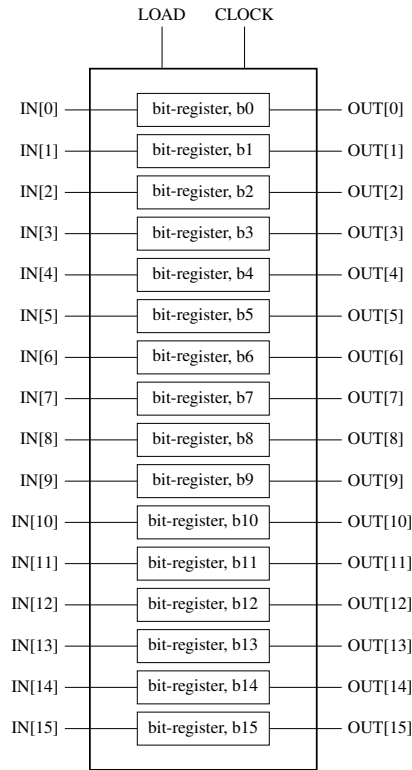 LOAD CLOCK
IN[0] bit-register, b0 OUT[0]
IN[1] bit-register, b1 OUT[1]
IN[2] bit-register, b2 OUT[2]
IN[3] bit-register, b3 OUT[3]
IN[4] bit-register, b4 OUT[4]
IN[5] bit-register, b5 OUT[5]
IN[6] bit-register, b6 OUT[6]
IN[7] bit-register, b7 OUT[7]
IN[8] bit-register, b8 OUT[8]
IN[9] bit-register, b9 OUT[9]
IN[10] bit-register, b10 OUT[10]
IN[11] bit-register, b11 OUT[11]
IN[12] bit-register, b12 OUT[12]
IN[13] bit-register, b13 OUT[13]
IN[14] bit-register, b14 OUT[14]
IN[15] bit-register, b15 OUT[15]